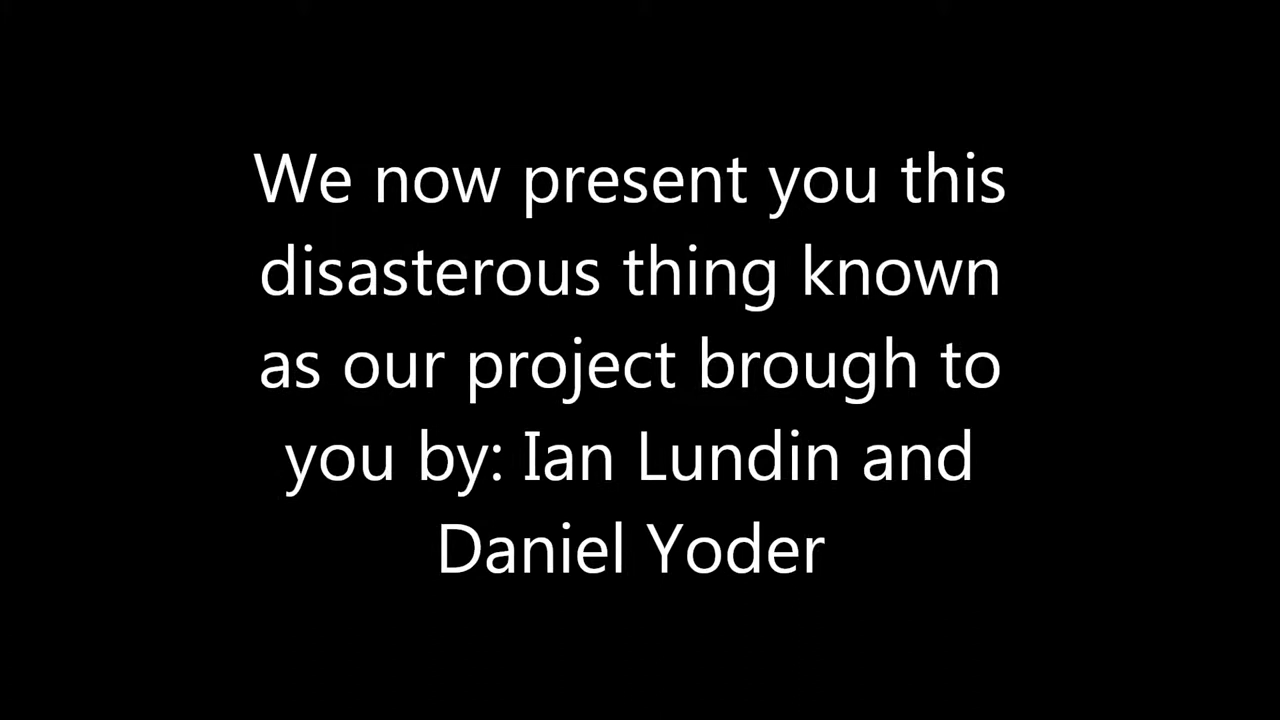 We now present you this
disasterous thing known
as our project brough to
you by: Ian Lundin and
Daniel Yoder